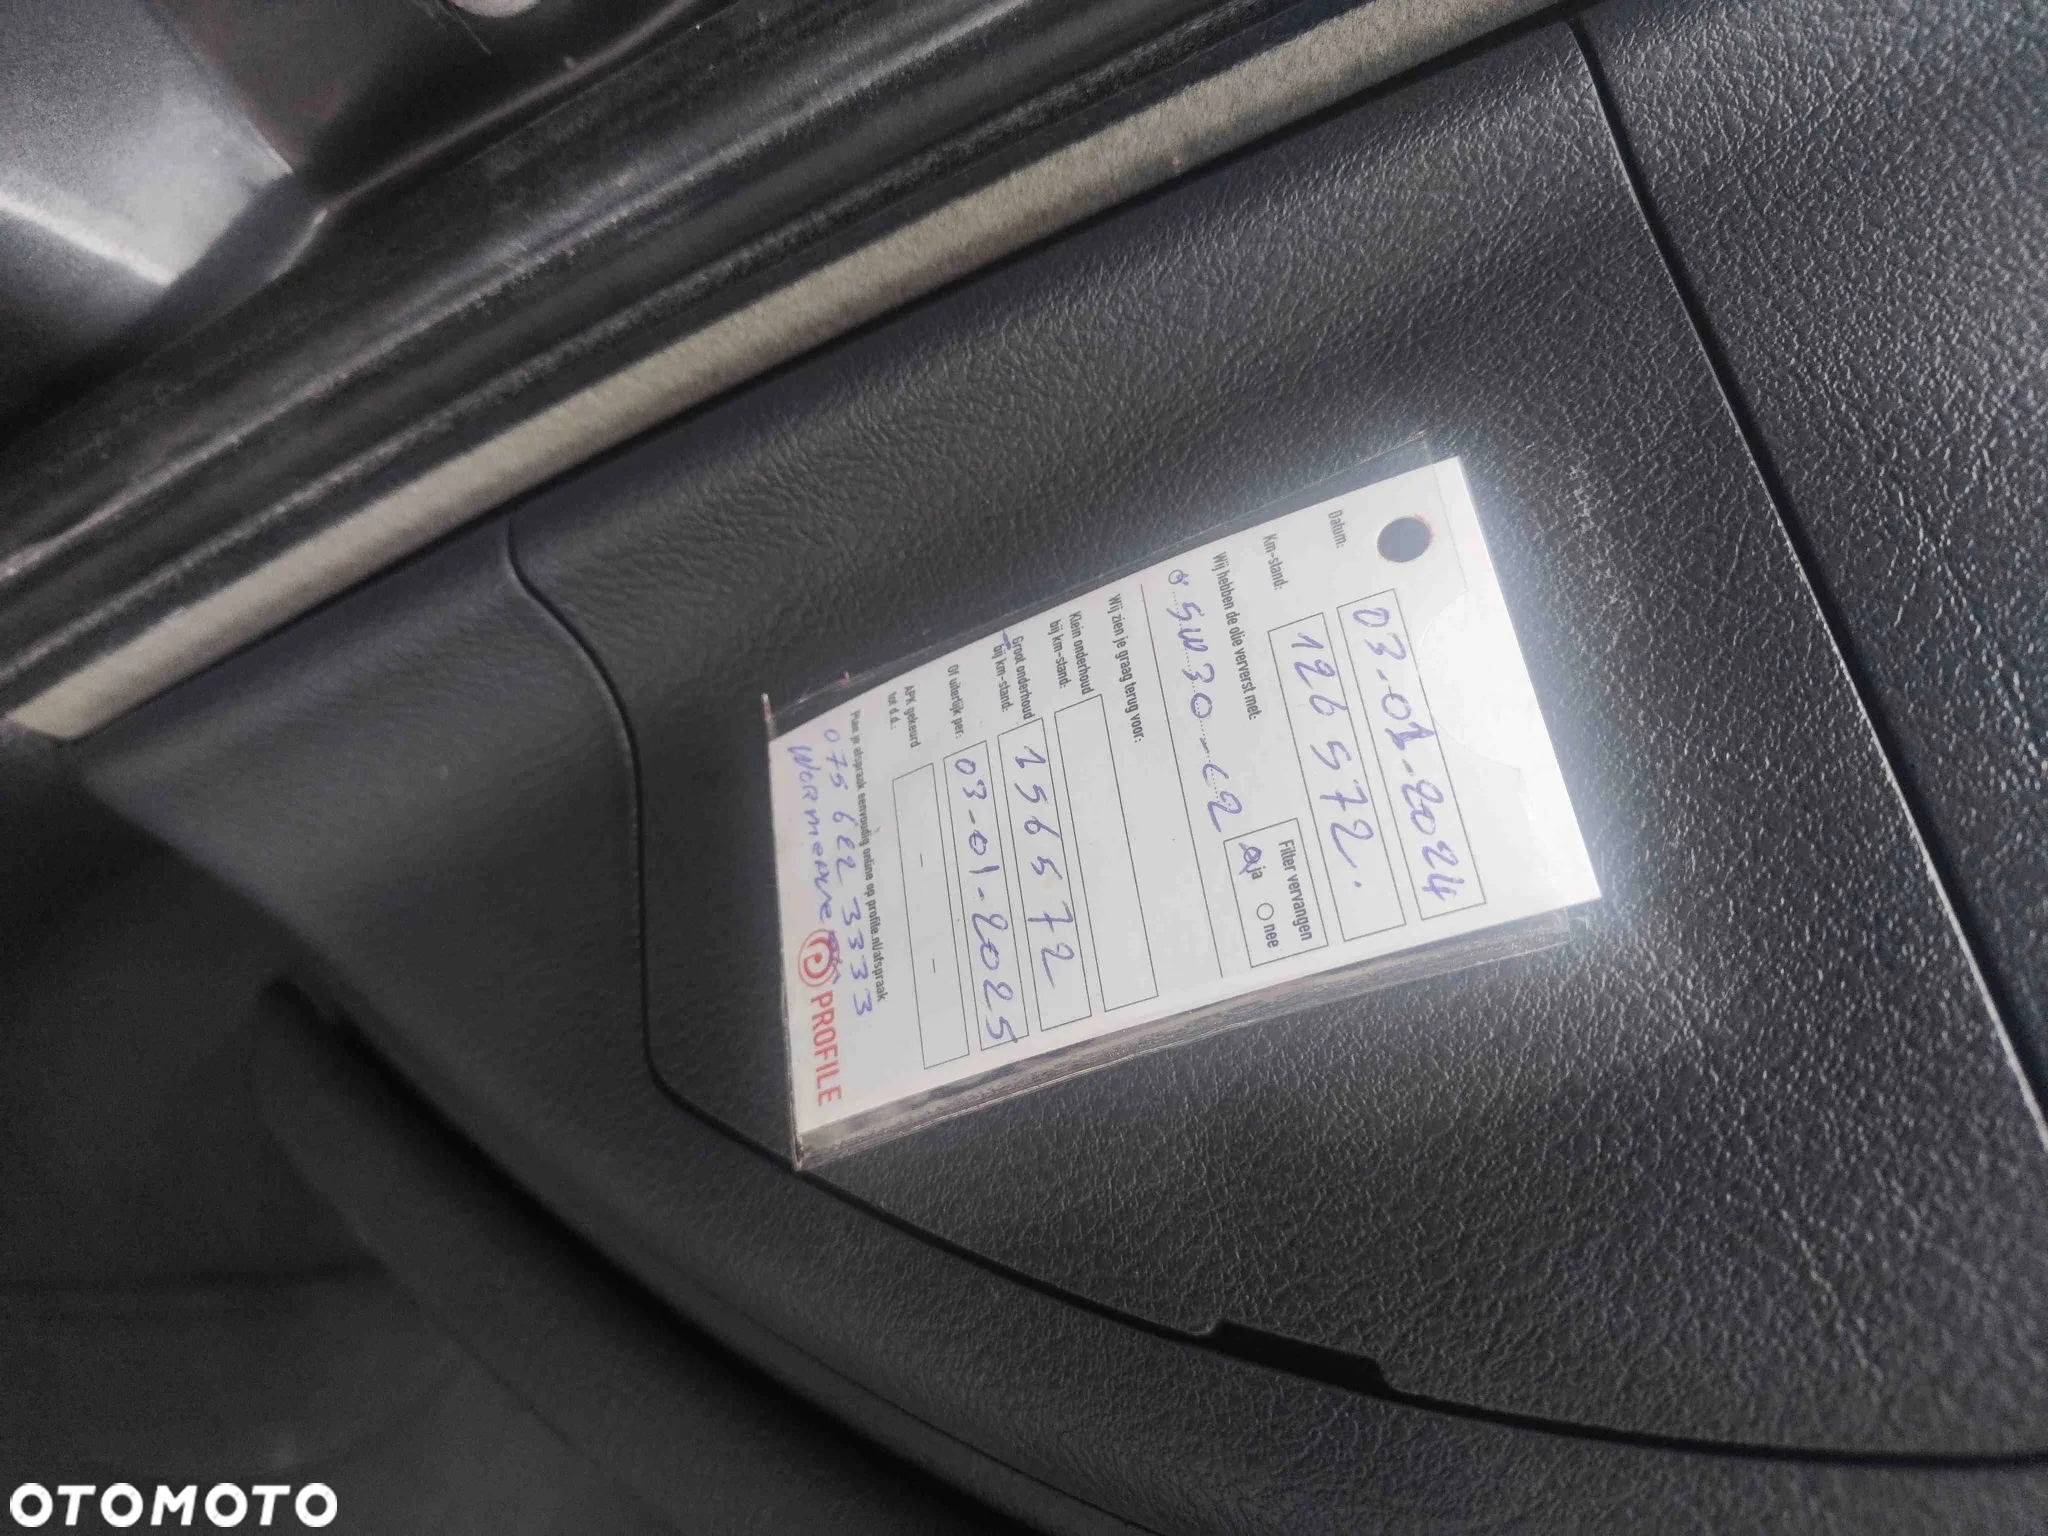 Datum: 03-01-2024
Km-stand: 126572.
Wij hebben de olie ververst met:
5W30 - C2
Filter vervangen
ja nee
Wij zien je graag terug voor:
Klein onderhoud
bij km-stand:
Groot onderhoud
bij km-stand: 156572
Of uiterlijk per: 03-01-2025
APK gekeurd
tot d.d.: - -
Plan je afspraak eenvoudig online op profile.nl/afspraak
075 622 3333
PROFILE
OTOMOTO